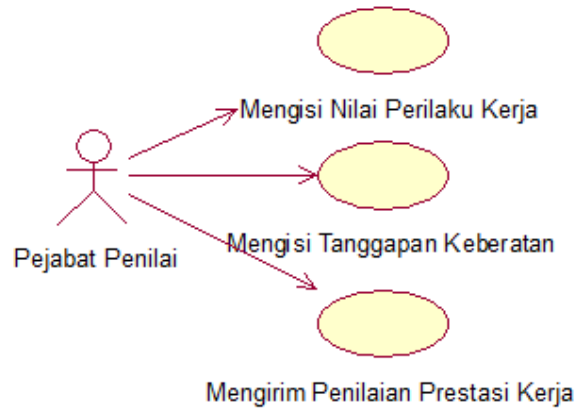 Mengisi Nilai Perilaku Kerja
Pejabat Penilai
Mengisi Tanggapan Keberatan
Mengirim Penilaian Prestasi Kerja